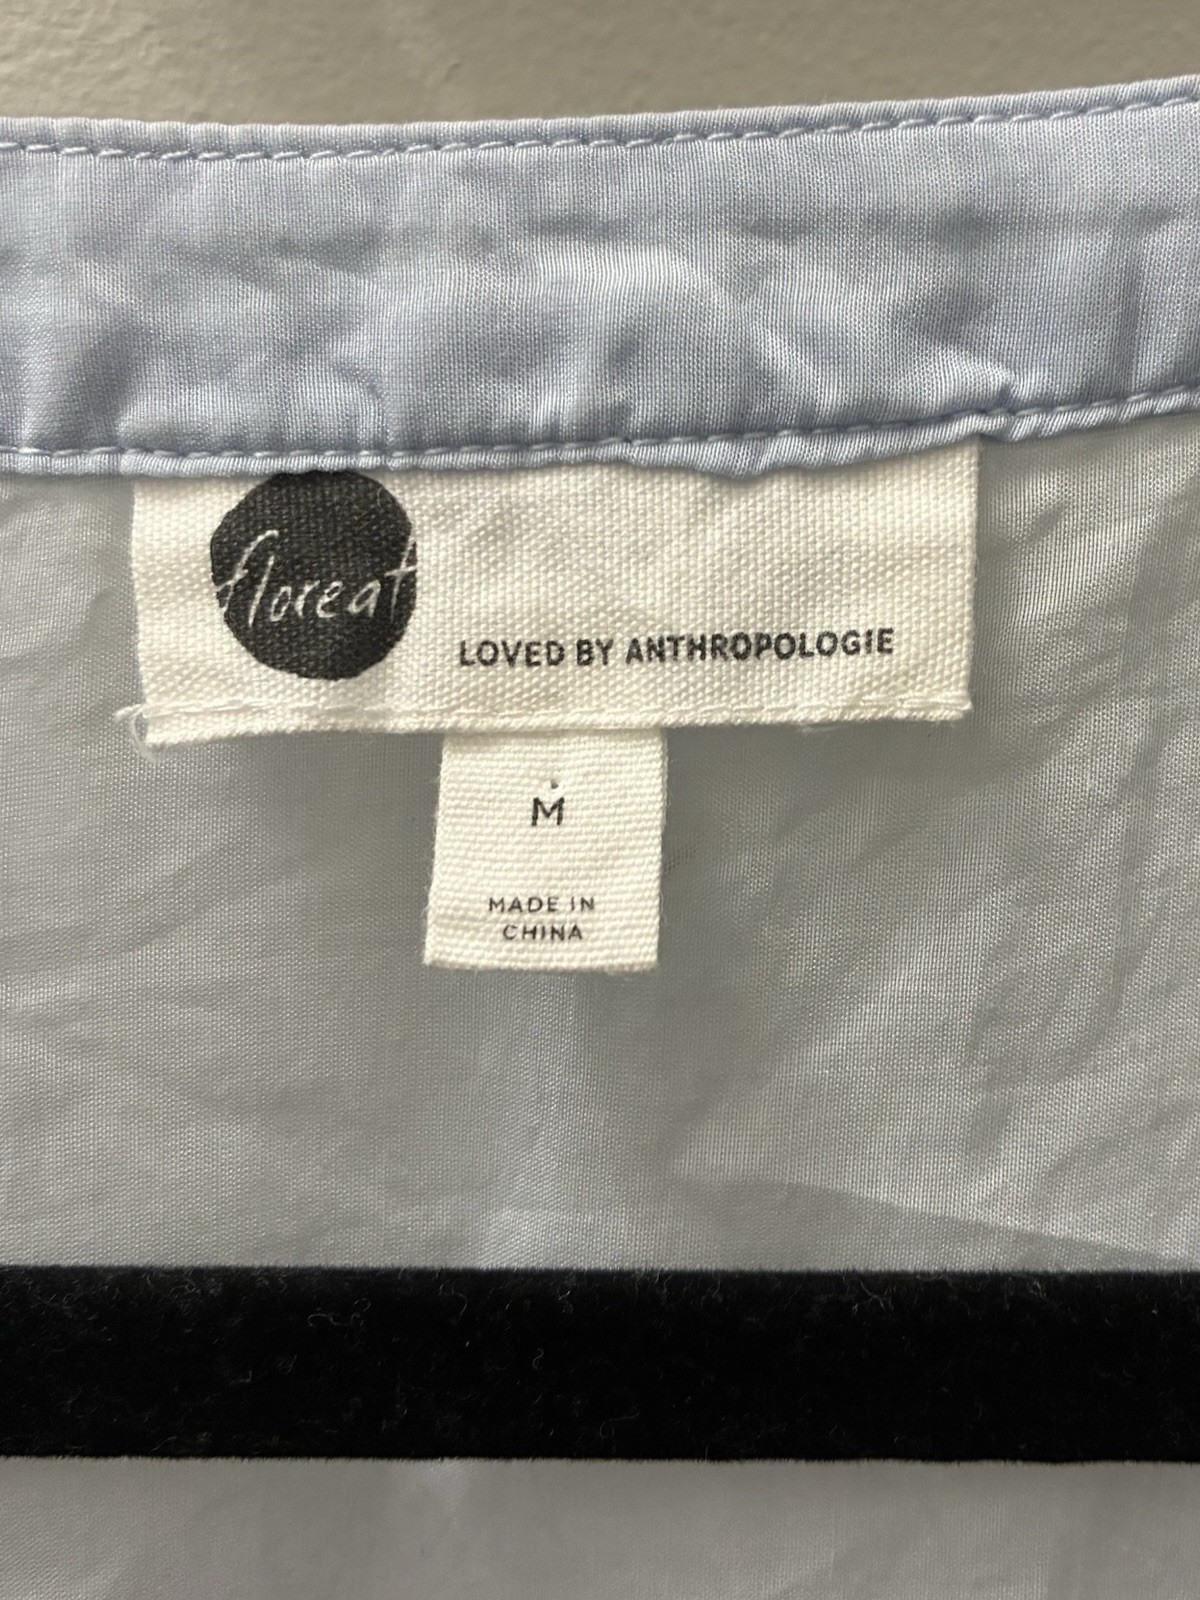 floreat
LOVED BY ANTHROPOLOGIE
M
MADE IN
CHINA